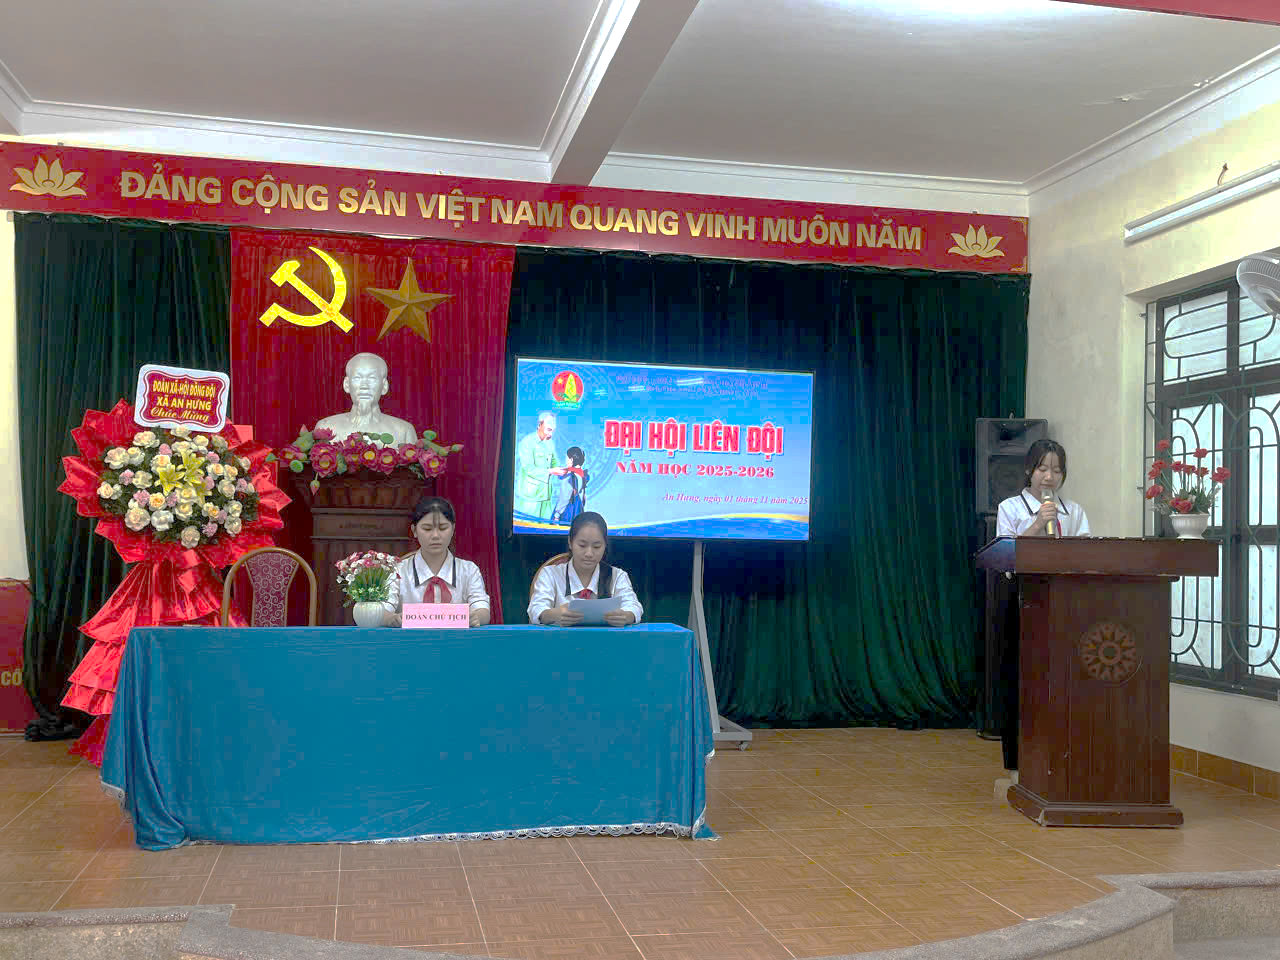 ĐẢNG CỘNG SẢN VIỆT NAM QUANG VINH MUÔN NĂM
ĐOÀN XÃ-HỘI ĐỒNG ĐỘI
XÃ AN HƯNG
Chúc Mừng
ĐẠI HỘI LIÊN ĐỘI
NĂM HỌC 2025-2026
An Hưng, ngày 01 tháng 11 năm 2025
ĐOÀN CHỦ TỊCH